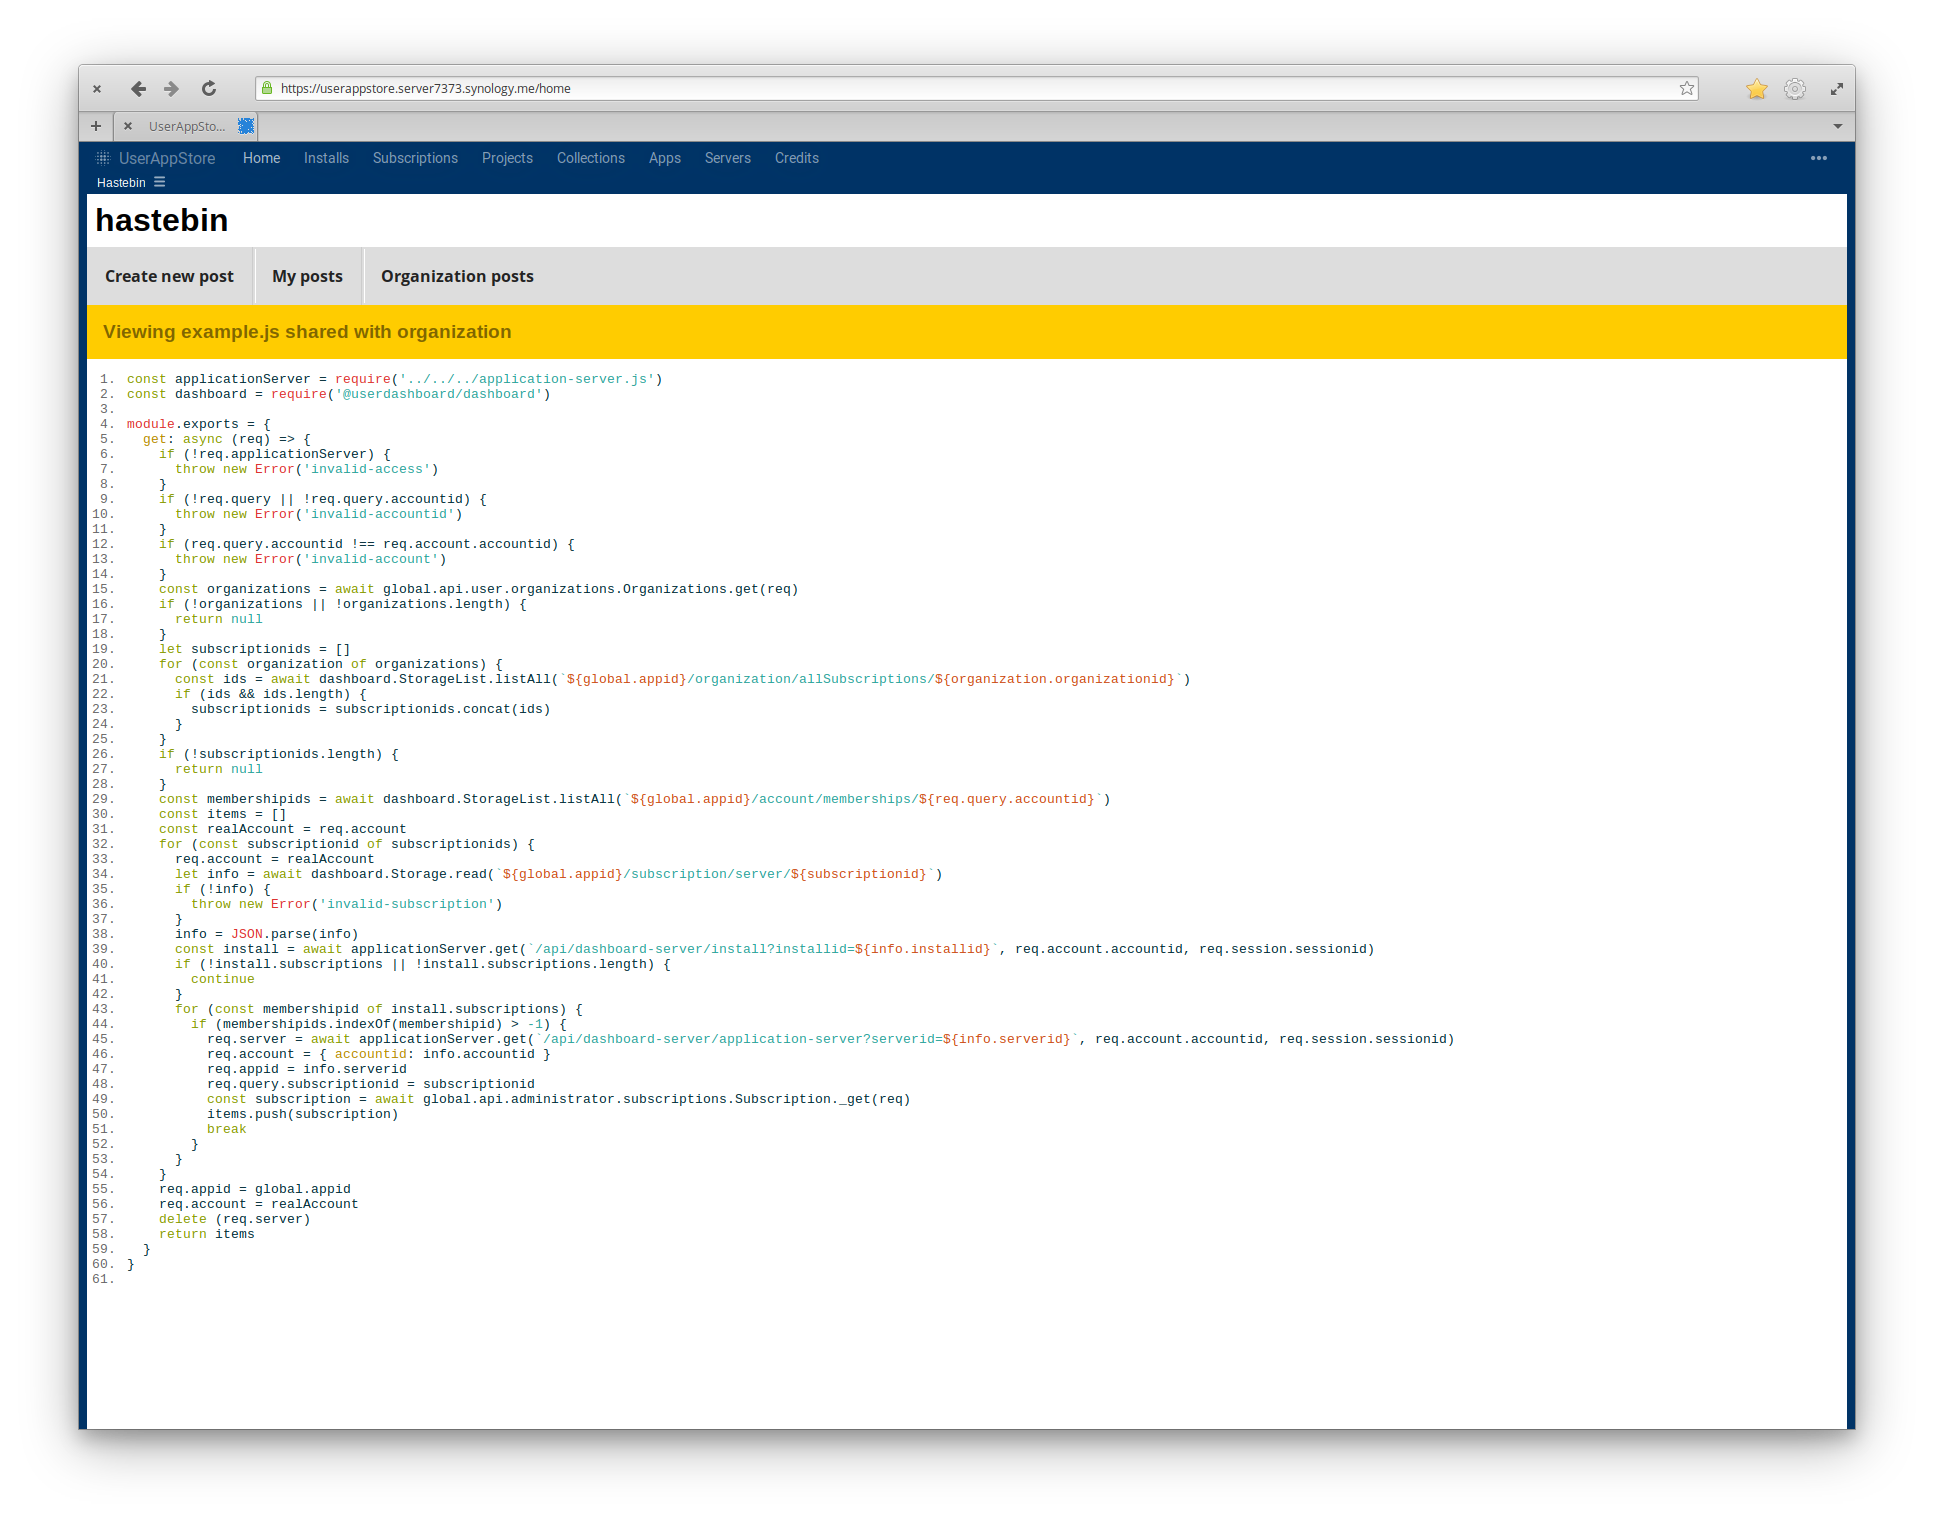 https://userappstore.server7373.synology.me/home
UserAppSto...
UserAppStore Home Installs Subscriptions Projects Collections Apps Servers Credits
Hastebin
hastebin
Create new post My posts Organization posts
Viewing example.js shared with organization
1. const applicationServer = require('../../../application-server.js')
2. const dashboard = require('@userdashboard/dashboard')
3.
4. module.exports = {
5.   get: async (req) => {
6.     if (!req.applicationServer) {
7.       throw new Error('invalid-access')
8.     }
9.     if (!req.query || !req.query.accountid) {
10.       throw new Error('invalid-accountid')
11.     }
12.     if (req.query.accountid !== req.account.accountid) {
13.       throw new Error('invalid-account')
14.     }
15.     const organizations = await global.api.user.organizations.Organizations.get(req)
16.     if (!organizations || !organizations.length) {
17.       return null
18.     }
19.     let subscriptionids = []
20.     for (const organization of organizations) {
21.       const ids = await dashboard.StorageList.listAll(`${global.appid}/organization/allSubscriptions/${organization.organizationid}`)
22.       if (ids && ids.length) {
23.         subscriptionids = subscriptionids.concat(ids)
24.       }
25.     }
26.     if (!subscriptionids.length) {
27.       return null
28.     }
29.     const membershipids = await dashboard.StorageList.listAll(`${global.appid}/account/memberships/${req.query.accountid}`)
30.     const items = []
31.     const realAccount = req.account
32.     for (const subscriptionid of subscriptionids) {
33.       req.account = realAccount
34.       let info = await dashboard.Storage.read(`${global.appid}/subscription/server/${subscriptionid}`)
35.       if (!info) {
36.         throw new Error('invalid-subscription')
37.       }
38.       info = JSON.parse(info)
39.       const install = await applicationServer.get(`/api/dashboard-server/install?installid=${info.installid}`, req.account.accountid, req.session.sessionid)
40.       if (!install.subscriptions || !install.subscriptions.length) {
41.         continue
42.       }
43.       for (const membershipid of install.subscriptions) {
44.         if (membershipids.indexOf(membershipid) > -1) {
45.           req.server = await applicationServer.get(`/api/dashboard-server/application-server?serverid=${info.serverid}`, req.account.accountid, req.session.sessionid)
46.           req.account = { accountid: info.accountid }
47.           req.appid = info.serverid
48.           req.query.subscriptionid = subscriptionid
49.           const subscription = await global.api.administrator.subscriptions.Subscription._get(req)
50.           items.push(subscription)
51.           break
52.         }
53.       }
54.     }
55.     req.appid = global.appid
56.     req.account = realAccount
57.     delete (req.server)
58.     return items
59.   }
60. }
61.